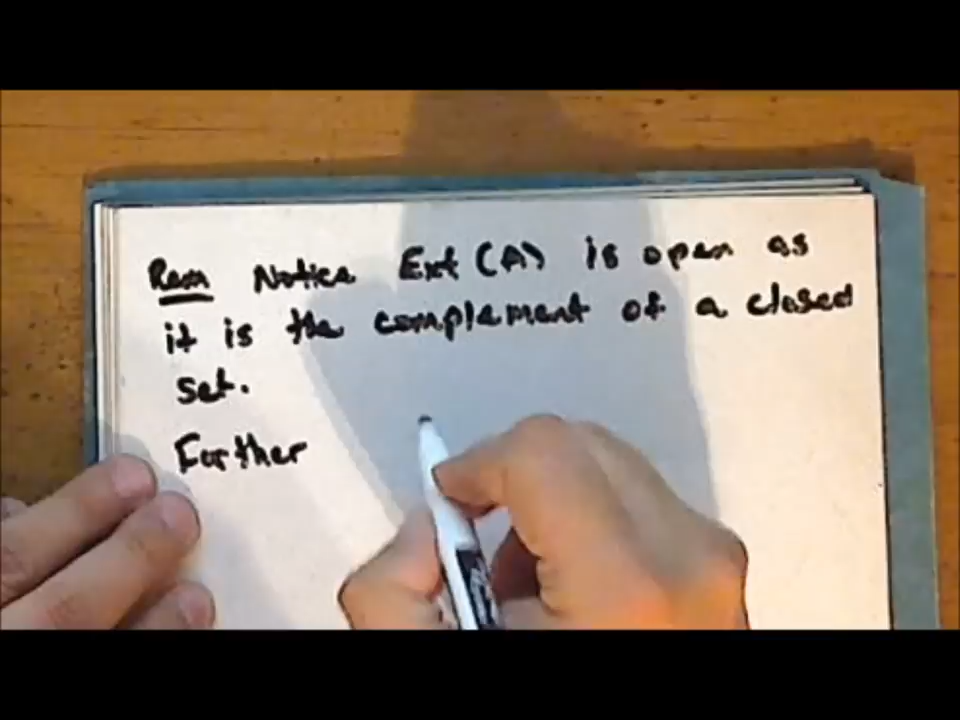 Rem Notice Ext (A) is open as
it is the complement of a closed
set.
Further